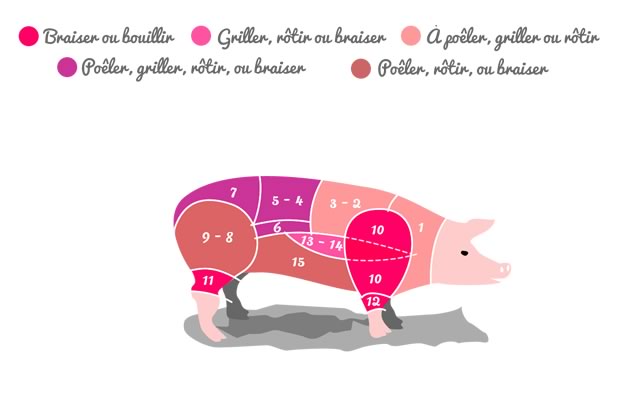 Braiser ou bouillir Griller, rôtir ou braiser À poêler, griller ou rôtir
Poêler, griller, rôtir, ou braiser Poêler, rôtir, ou braiser
7 5 - 4 3 - 2
6 10 1
9 - 8 13 - 14
15
11 10
12